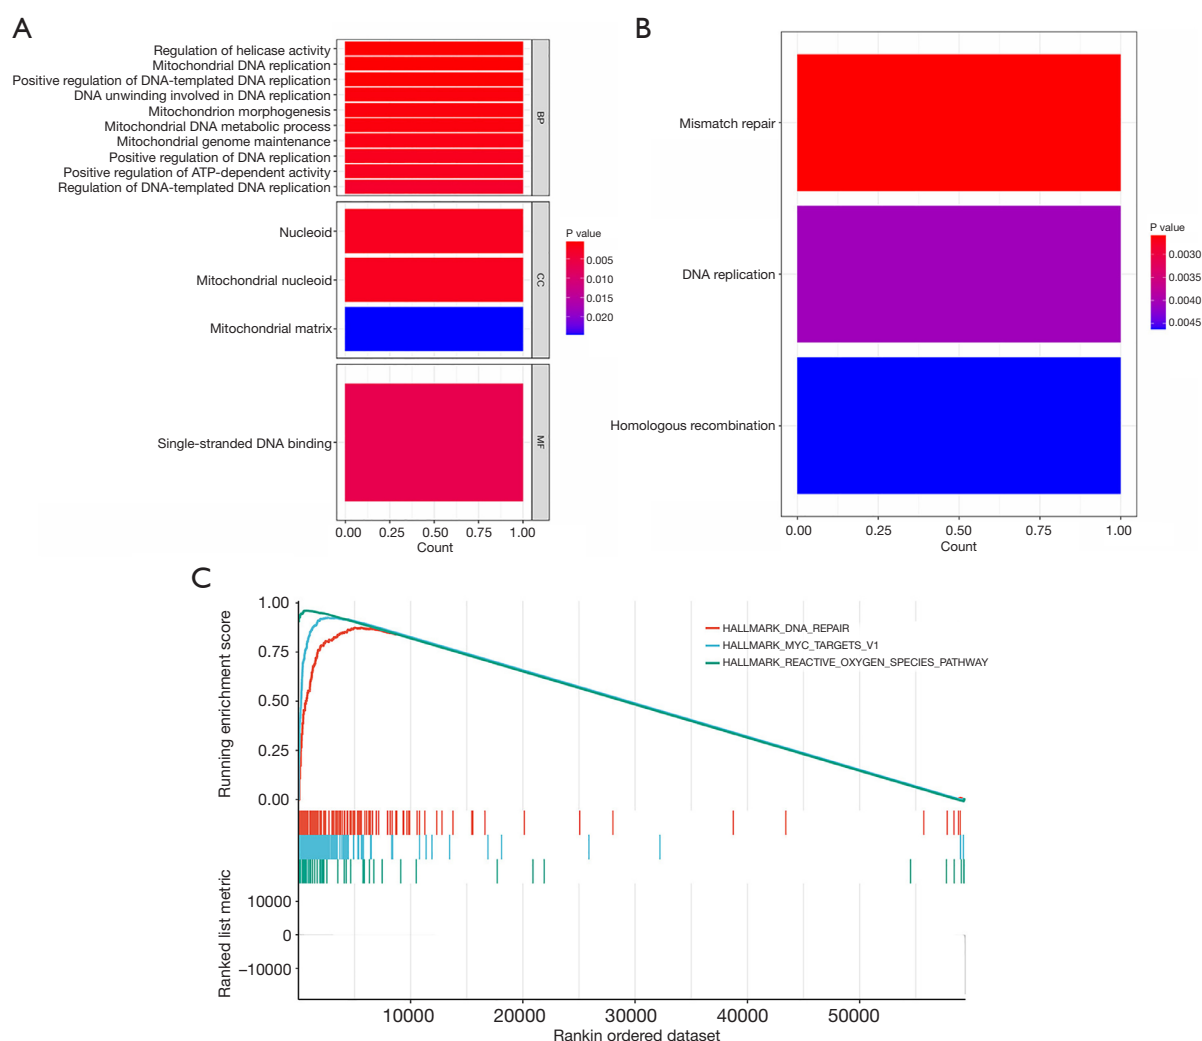 A
Regulation of helicase activity
Mitochondrial DNA replication
Positive regulation of DNA-templated DNA replication
DNA unwinding involved in DNA replication
Mitochondrion morphogenesis
Mitochondrial DNA metabolic process
Mitochondrial genome maintenance
Positive regulation of DNA replication
Positive regulation of ATP-dependent activity
Regulation of DNA-templated DNA replication
BP
Nucleoid
Mitochondrial nucleoid
Mitochondrial matrix
CC
Single-stranded DNA binding
MF
0.00 0.25 0.50 0.75 1.00
Count
P value
0.005
0.010
0.015
0.020
B
Mismatch repair
DNA replication
Homologous recombination
0.00 0.25 0.50 0.75 1.00
Count
P value
0.0030
0.0035
0.0040
0.0045
C
Running enrichment score
1.00
0.75
0.50
0.25
0.00
HALLMARK_DNA_REPAIR
HALLMARK_MYC_TARGETS_V1
HALLMARK_REACTIVE_OXYGEN_SPECIES_PATHWAY
Ranked list metric
10000
0
−10000
10000 20000 30000 40000 50000
Rankin ordered dataset